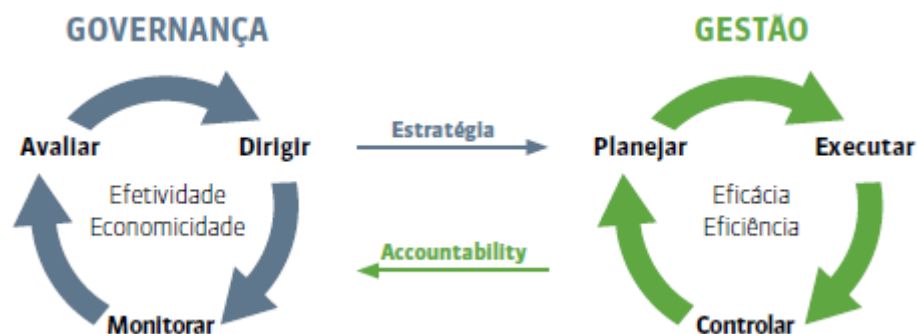 GOVERNANÇA
GESTÃO
Avaliar
Dirigir
Estratégia
Planejar
Executar
Efetividade
Economicidade
Eficácia
Eficiência
Accountability
Monitorar
Controlar